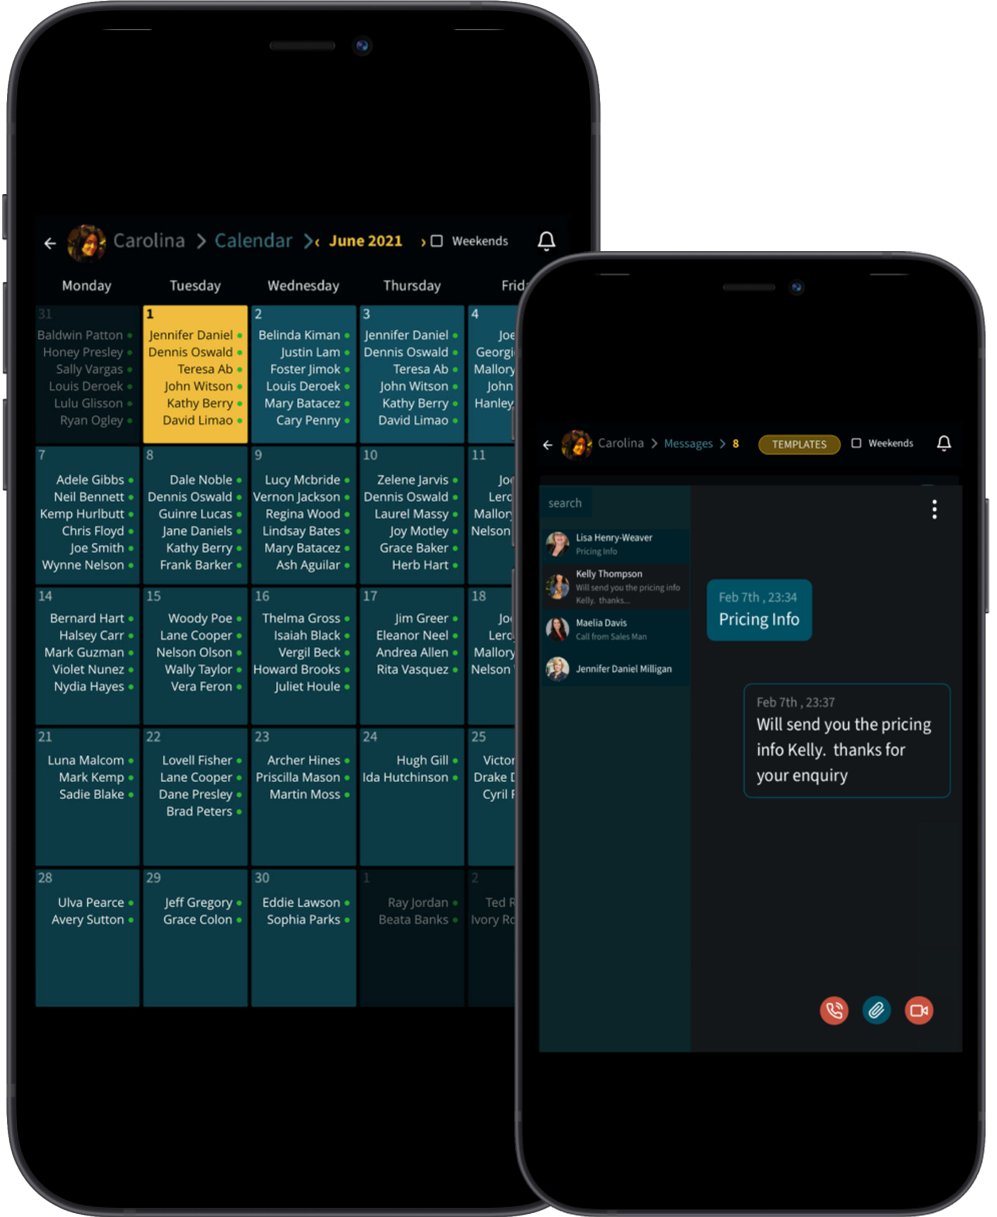 Carolina > Calendar > ‹ June 2021 › Weekends
Monday Tuesday Wednesday Thursday
31
Baldwin Patton
Honey Presley
Sally Vargas
Louis Deroek
Lulu Glisson
Ryan Ogley
1
Jennifer Daniel
Dennis Oswald
Teresa Ab
John Witson
Kathy Berry
David Limao
2
Belinda Kiman
Justin Lam
Foster Jimok
Louis Deroek
Mary Batacez
Cary Penny
3
Jennifer Daniel
Dennis Oswald
Teresa Ab
John Witson
Kathy Berry
David Limao
4
John
7
Adele Gibbs
Neil Bennett
Kemp Hurlbutt
Chris Floyd
Joe Smith
Wynne Nelson
8
Dale Noble
Dennis Oswald
Guinre Lucas
Jane Daniels
Kathy Berry
Frank Barker
9
Lucy Mcbride
Vernon Jackson
Regina Wood
Lindsay Bates
Mary Batacez
Ash Aguilar
10
Zelene Jarvis
Dennis Oswald
Laurel Massy
Joy Motley
Grace Baker
Herb Hart
11
Mallory
Nelson
14
Bernard Hart
Halsey Carr
Mark Guzman
Violet Nunez
Nydia Hayes
15
Woody Poe
Lane Cooper
Nelson Olson
Wally Taylor
Vera Feron
16
Thelma Gross
Isaiah Black
Vergil Beck
Howard Brooks
Juliet Houle
17
Jim Greer
Eleanor Neel
Andrea Allen
Rita Vasquez
18
Mallory
Nelson
21
Luna Malcom
Mark Kemp
Sadie Blake
22
Lovell Fisher
Lane Cooper
Dane Presley
Brad Peters
23
Archer Hines
Priscilla Mason
Martin Moss
24
Hugh Gill
Ida Hutchinson
25
Victor
Drake
Cyril
28
Ulva Pearce
Avery Sutton
29
Jeff Gregory
Grace Colon
30
Eddie Lawson
Sophia Parks
1
Ray Jordan
Beata Banks
2
Ted
Ivory
Carolina > Messages > 8 TEMPLATES Weekends
search
Lisa Henry-Weaver
Pricing Info
Kelly Thompson
Will send you the pricing info
Kelly. thanks...
Maelia Davis
Call from Sales Man
Jennifer Daniel Milligan
Feb 7th , 23:34
Pricing Info
Feb 7th , 23:37
Will send you the pricing
info Kelly. thanks for
your enquiry